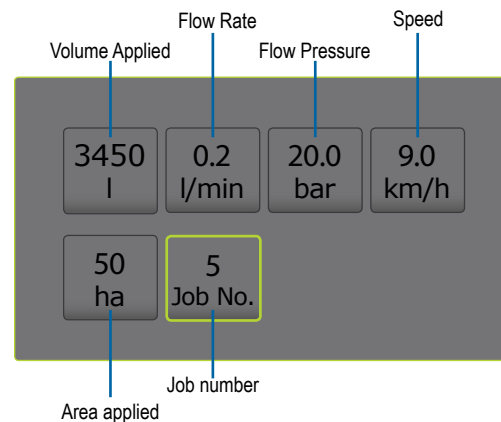 Flow Rate
Speed
Volume Applied
Flow Pressure
3450
l
0.2
l/min
20.0
bar
9.0
km/h
50
ha
5
Job No.
Job number
Area applied